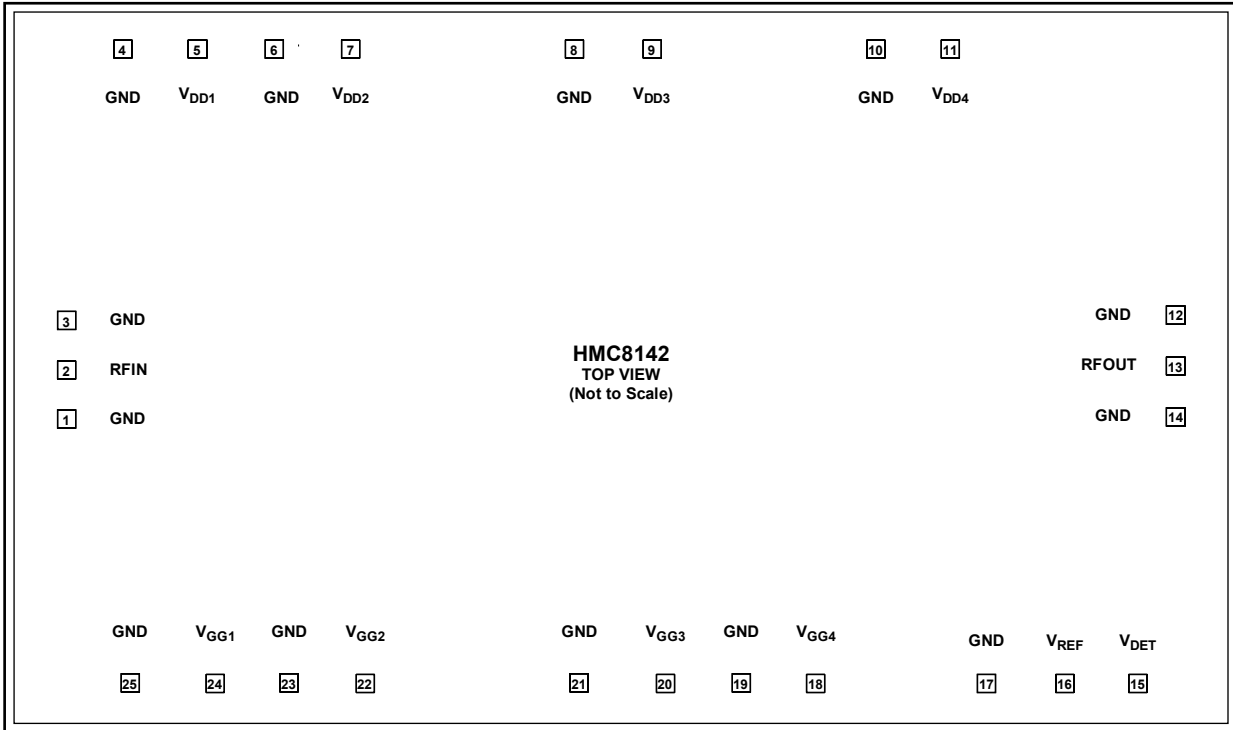 4 5 6 7 8 9 10 11
GND VDD1 GND VDD2 GND VDD3 GND VDD4
3 GND GND 12
HMC8142
2 RFIN TOP VIEW RFOUT 13
(Not to Scale)
1 GND GND 14
GND VGG1 GND VGG2 GND VGG3 GND VGG4 GND VREF VDET
25 24 23 22 21 20 19 18 17 16 15